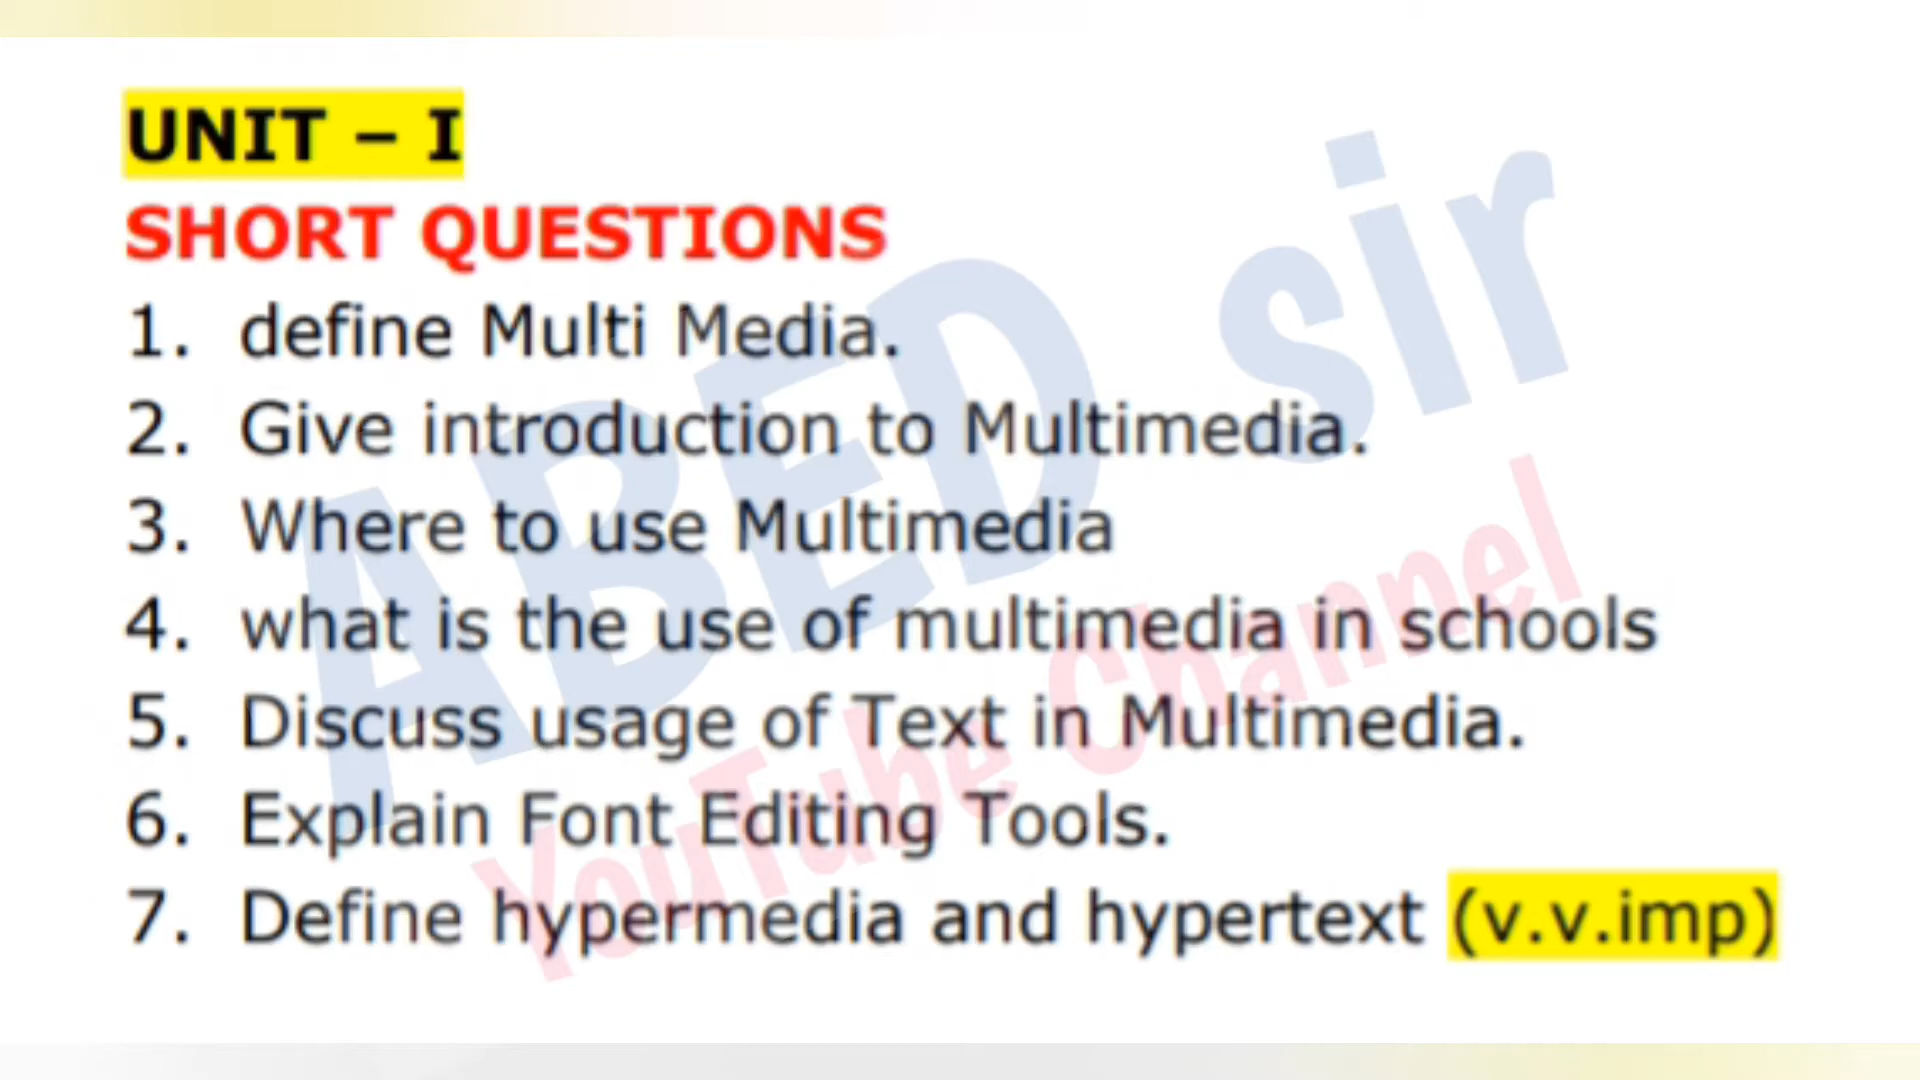 UNIT – I
SHORT QUESTIONS
1. define Multi Media.
2. Give introduction to Multimedia.
3. Where to use Multimedia
4. what is the use of multimedia in schools
5. Discuss usage of Text in Multimedia.
6. Explain Font Editing Tools.
7. Define hypermedia and hypertext (v.v.imp)
ABED sir
YouTube Channel